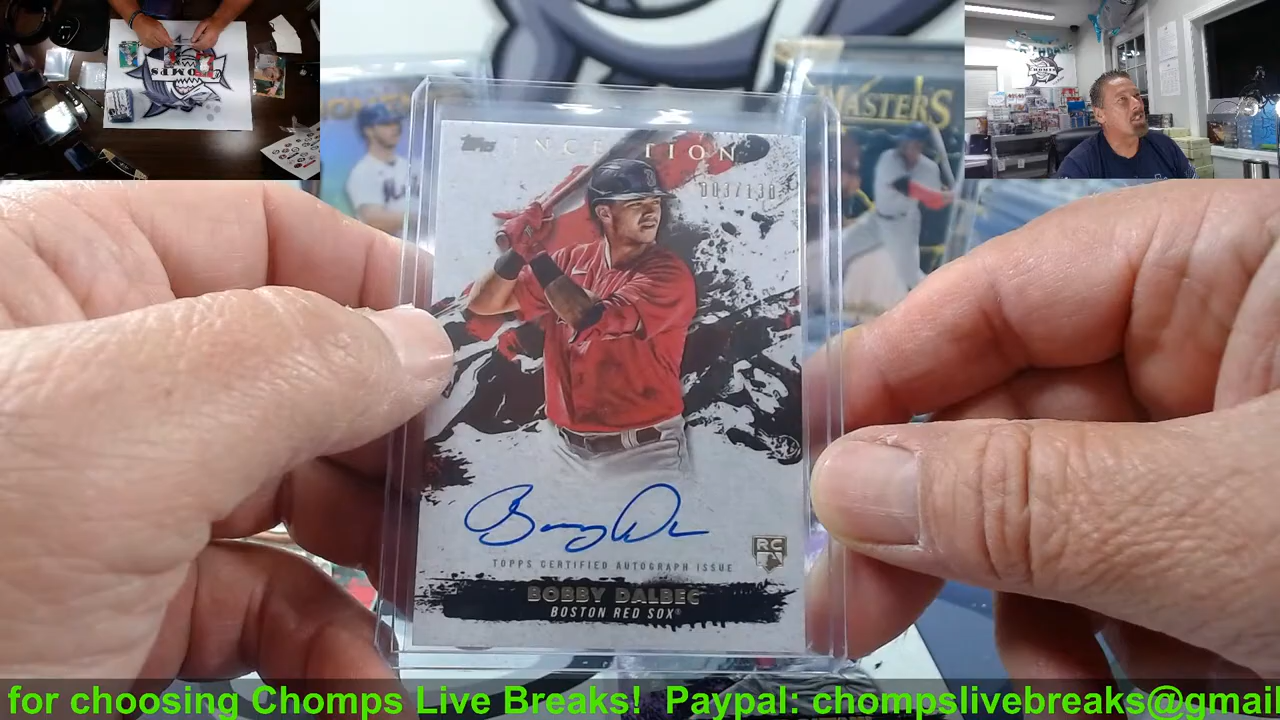 MASTERS
Topps INCEPTION
003/130
TOPPS CERTIFIED AUTOGRAPH ISSUE
RC
BOBBY DALBEC
BOSTON RED SOX
for choosing Chomps Live Breaks! Paypal: chompslivebreaks@gmail